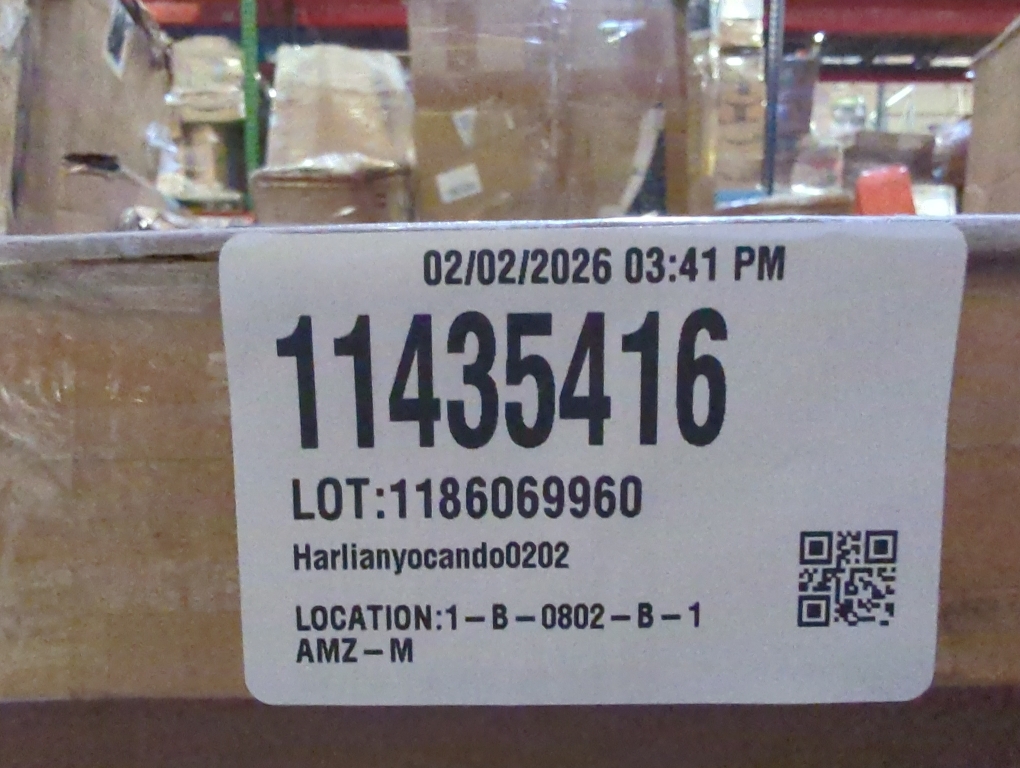 02/02/2026 03:41 PM
11435416
LOT:1186069960
Harlianyocando0202
LOCATION:1-B-0802-B-1
AMZ-M